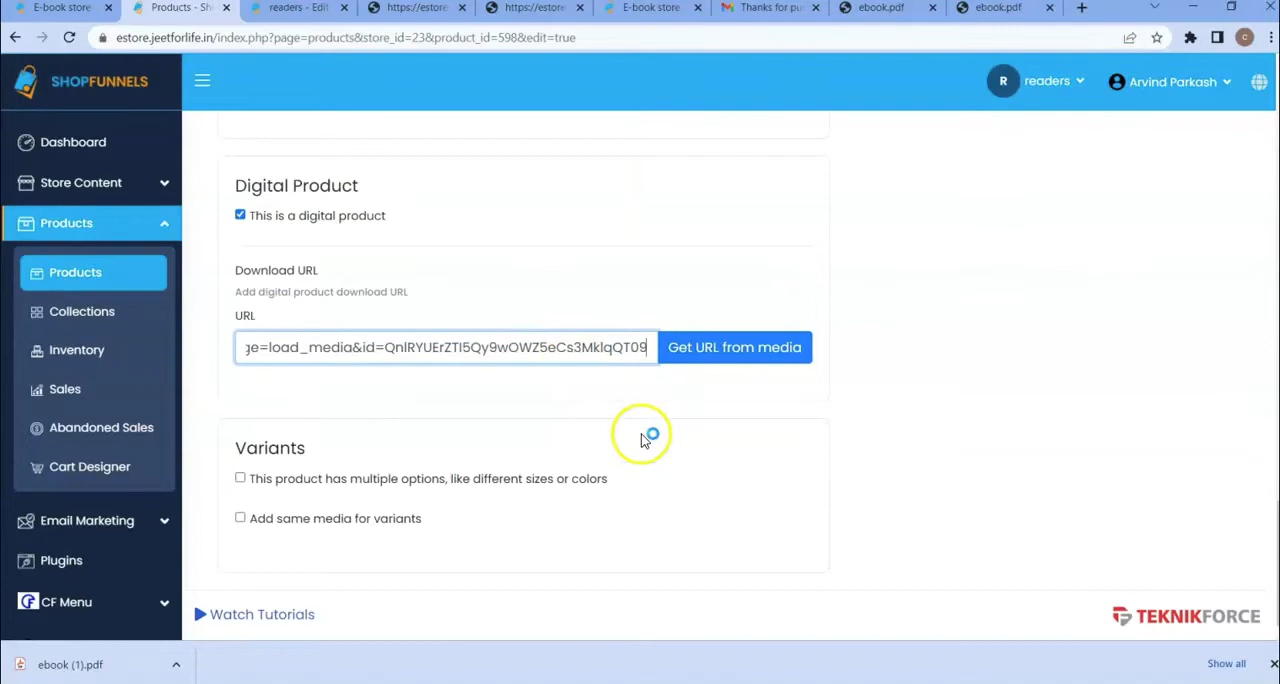 E-book store
Products - Sh
readers - Edit
https://estore
https://estore
E-book store
Thanks for pu
ebook.pdf
ebook.pdf
estore.jeetforlife.in/index.php?page=products&store_id=23&product_id=598&edit=true
C
SHOPFUNNELS
R
readers
Arvind Parkash
Dashboard
Store Content
Products
Products
Collections
Inventory
Sales
Abandoned Sales
Cart Designer
Email Marketing
Plugins
CF Menu
Digital Product
This is a digital product
Download URL
Add digital product download URL
URL
Get URL from media
Variants
This product has multiple options, like different sizes or colors
Add same media for variants
Watch Tutorials
TEKNIKFORCE
ebook (1).pdf
Show all